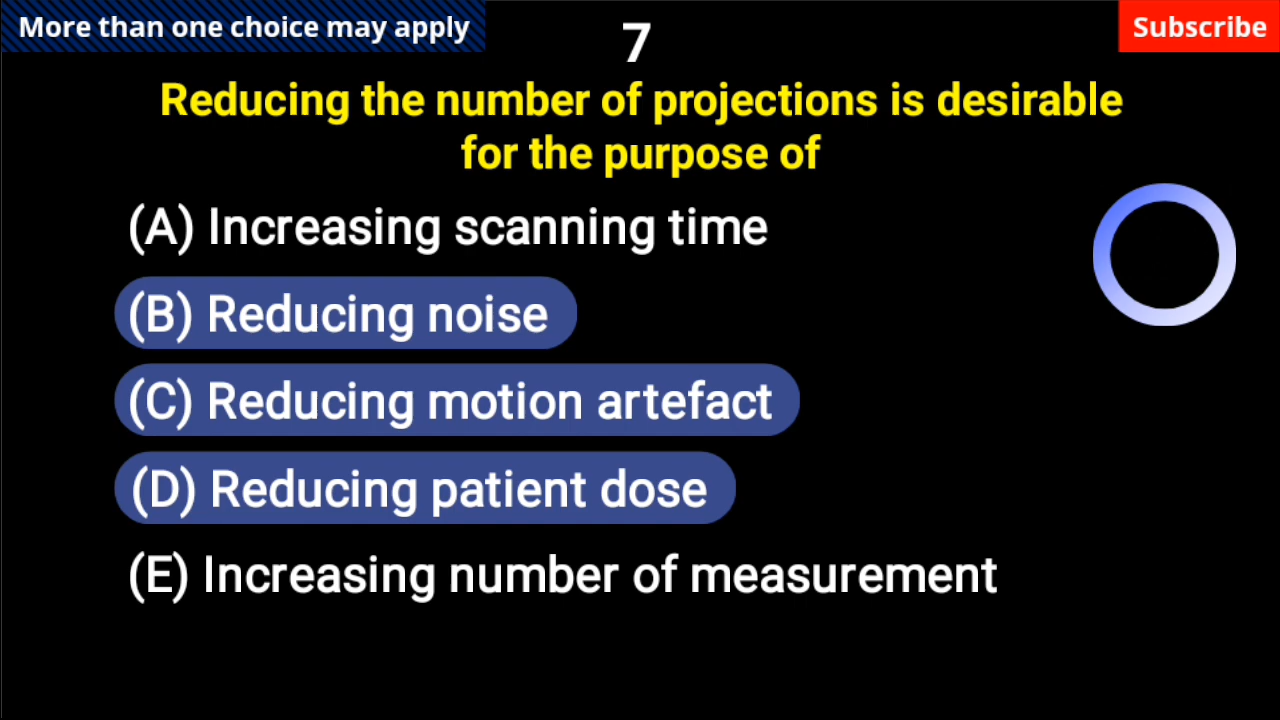 More than one choice may apply
7
Subscribe
Reducing the number of projections is desirable
for the purpose of
(A) Increasing scanning time
(B) Reducing noise
(C) Reducing motion artefact
(D) Reducing patient dose
(E) Increasing number of measurement